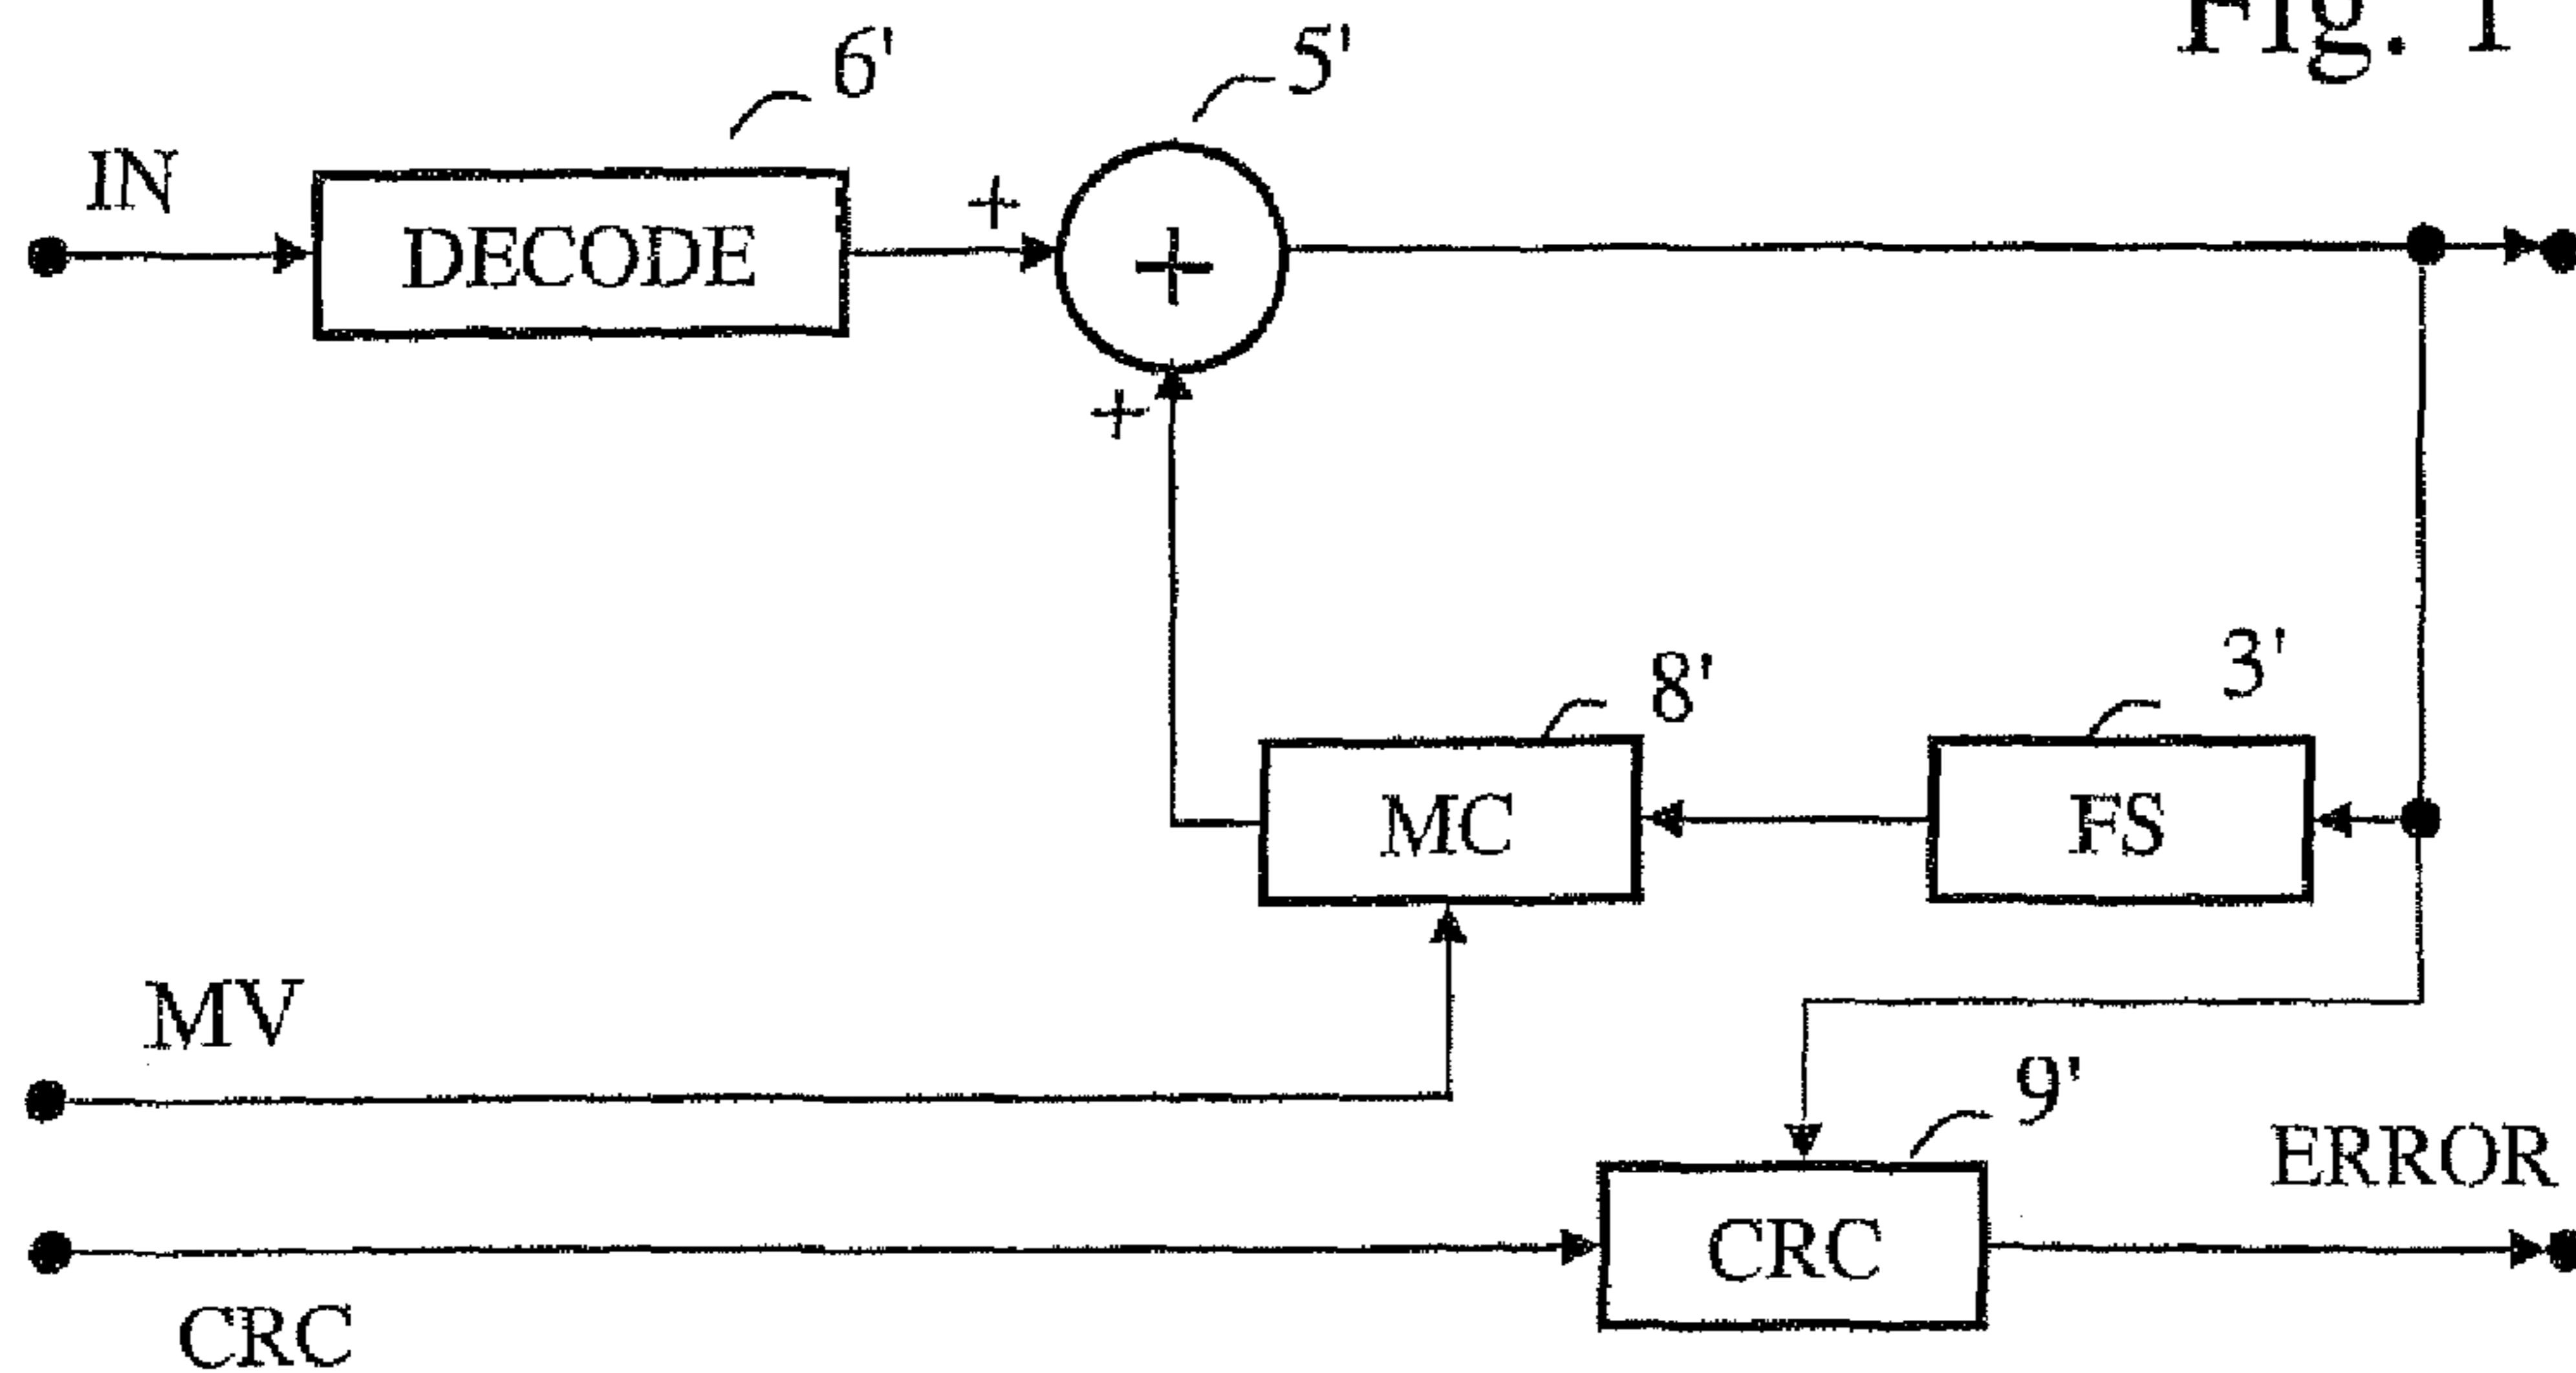 Fig. 1
6'
5'
IN
DECODE
+
+
+
8'
3'
MC
FS
MV
9'
ERROR
CRC
CRC